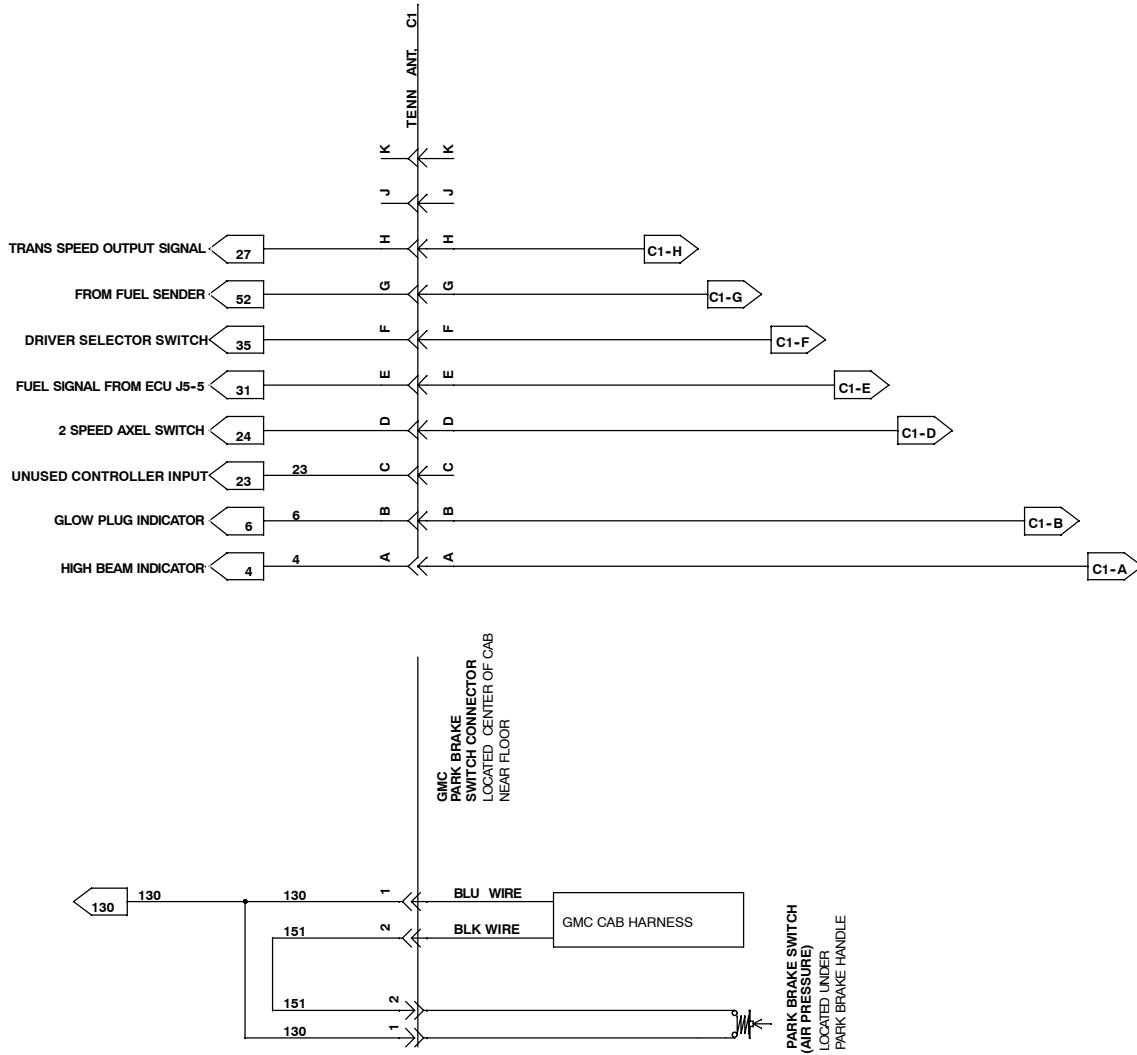 TENN ANT, C1
K K
J J
TRANS SPEED OUTPUT SIGNAL 27 H H C1-H
FROM FUEL SENDER 52 G G C1-G
DRIVER SELECTOR SWITCH 35 F F C1-F
FUEL SIGNAL FROM ECU J5-5 31 E E C1-E
2 SPEED AXEL SWITCH 24 D D C1-D
UNUSED CONTROLLER INPUT 23 23 C C
GLOW PLUG INDICATOR 6 6 B B C1-B
HIGH BEAM INDICATOR 4 4 A A C1-A
GMC
PARK BRAKE
SWITCH CONNECTOR
LOCATED CENTER OF CAB
NEAR FLOOR
130 130 130 1 BLU WIRE
151 2 BLK WIRE
GMC CAB HARNESS
151 2
130 1
PARK BRAKE SWITCH
(AIR PRESSURE)
LOCATED UNDER
PARK BRAKE HANDLE